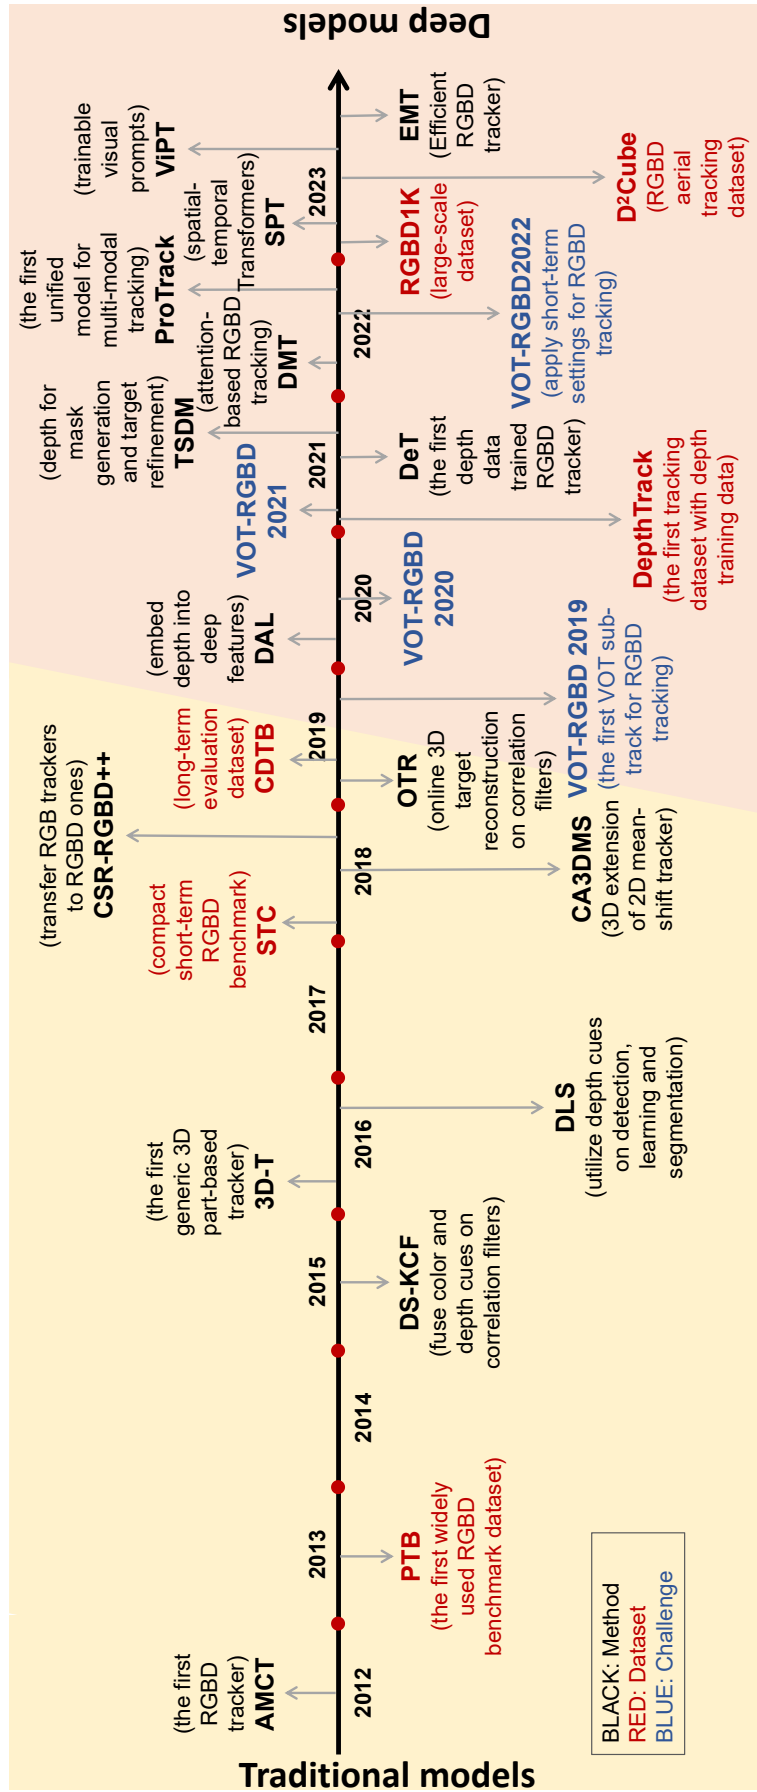 Traditional models
Deep models
2012
2013
2014
2015
2016
2017
2018
2019
2020
2021
2022
2023
(the first
RGBD
tracker)
AMCT
(the first
generic 3D
part-based
tracker)
3D-T
(compact
short-term
RGBD
benchmark)
STC
(transfer RGB trackers
to RGBD ones)
CSR-RGBD++
(long-term
evaluation
dataset)
CDTB
(embed
depth into
deep
features)
DAL
VOT-RGBD
2021
(depth for
mask
generation
and target
refinement)
TSDM
(attention-
based RGBD
tracking)
DMT
(the first
unified
model for
multi-modal
tracking)
ProTrack
(spatial-
temporal
Transformers)
SPT
(trainable
visual
prompts)
ViPT
PTB
(the first widely
used RGBD
benchmark dataset)
DS-KCF
(fuse color and
depth cues on
correlation filters)
DLS
(utilize depth cues
on detection,
learning and
segmentation)
CA3DMS
(3D extension
of 2D mean-
shift tracker)
OTR
(online 3D
target
reconstruction
on correlation
filters)
VOT-RGBD 2019
(the first VOT sub-
track for RGBD
tracking)
VOT-RGBD
2020
DepthTrack
(the first tracking
dataset with depth
training data)
DeT
(the first
depth
data
trained
RGBD
tracker)
VOT-RGBD2022
(apply short-term
settings for RGBD
tracking)
RGBD1K
(large-scale
dataset)
D²Cube
(RGBD
aerial
tracking
dataset)
EMT
(Efficient
RGBD
tracker)
BLACK: Method
RED: Dataset
BLUE: Challenge